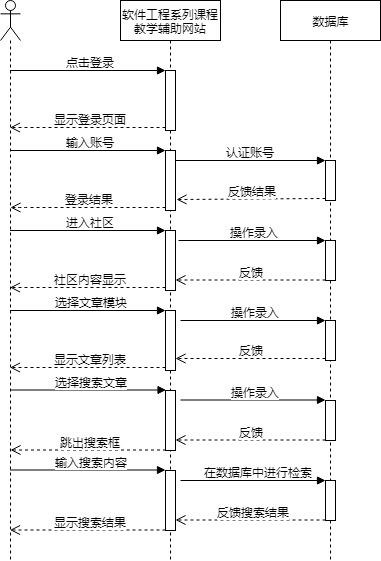 软件工程系列课程
教学辅助网站
数据库
点击登录
显示登录页面
输入账号
认证账号
反馈结果
登录结果
进入社区
操作录入
反馈
社区内容显示
选择文章模块
操作录入
反馈
显示文章列表
选择搜索文章
操作录入
反馈
跳出搜索框
输入搜索内容
在数据库中进行检索
反馈搜索结果
显示搜索结果